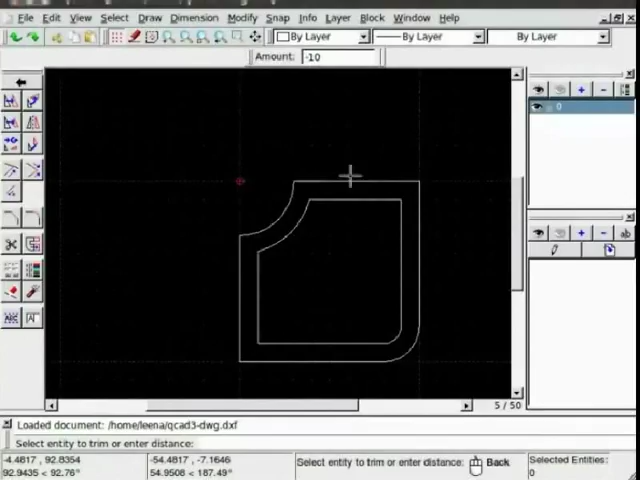 File Edit View Select Draw Dimension Modify Snap Info Layer Block Window Help
By Layer By Layer By Layer
Amount: -10
0
5 / 50
Loaded document: /home/leena/qcad3-dwg.dxf
Select entity to trim or enter distance:
-4.4817 , 92.8354 -54.4817 , -7.1646 Select entity to trim or enter distance: Back Selected Entities:
92.9435 < 92.76° 54.9508 < 187.49° 0